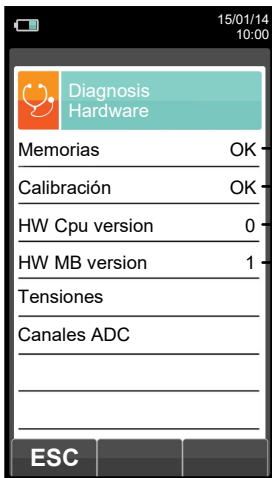 15/01/14
10:00
Diagnosis
Hardware
Memorias OK
Calibración OK
HW Cpu version 0
HW MB version 1
Tensiones
Canales ADC
ESC